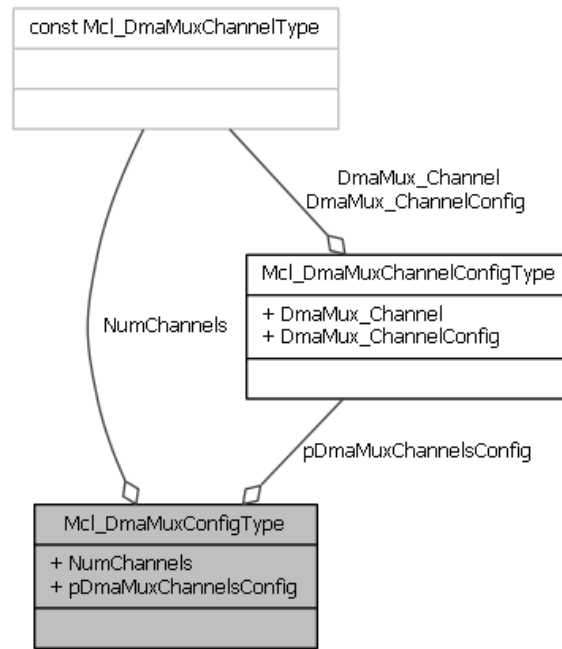 const Mcl_DmaMuxChannelType
DmaMux_Channel
DmaMux_ChannelConfig
Mcl_DmaMuxChannelConfigType
+ DmaMux_Channel
+ DmaMux_ChannelConfig
NumChannels
pDmaMuxChannelsConfig
Mcl_DmaMuxConfigType
+ NumChannels
+ pDmaMuxChannelsConfig